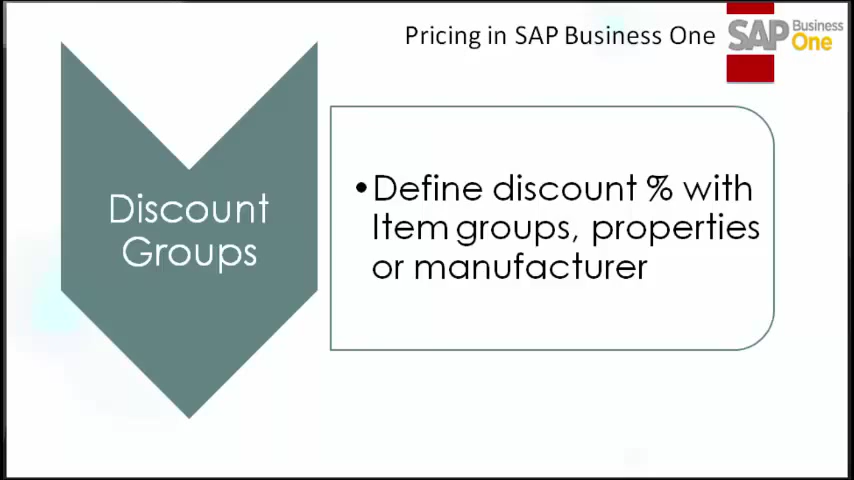 Pricing in SAP Business One
SAP Business
One
Discount
Groups
•Define discount % with
Item groups, properties
or manufacturer